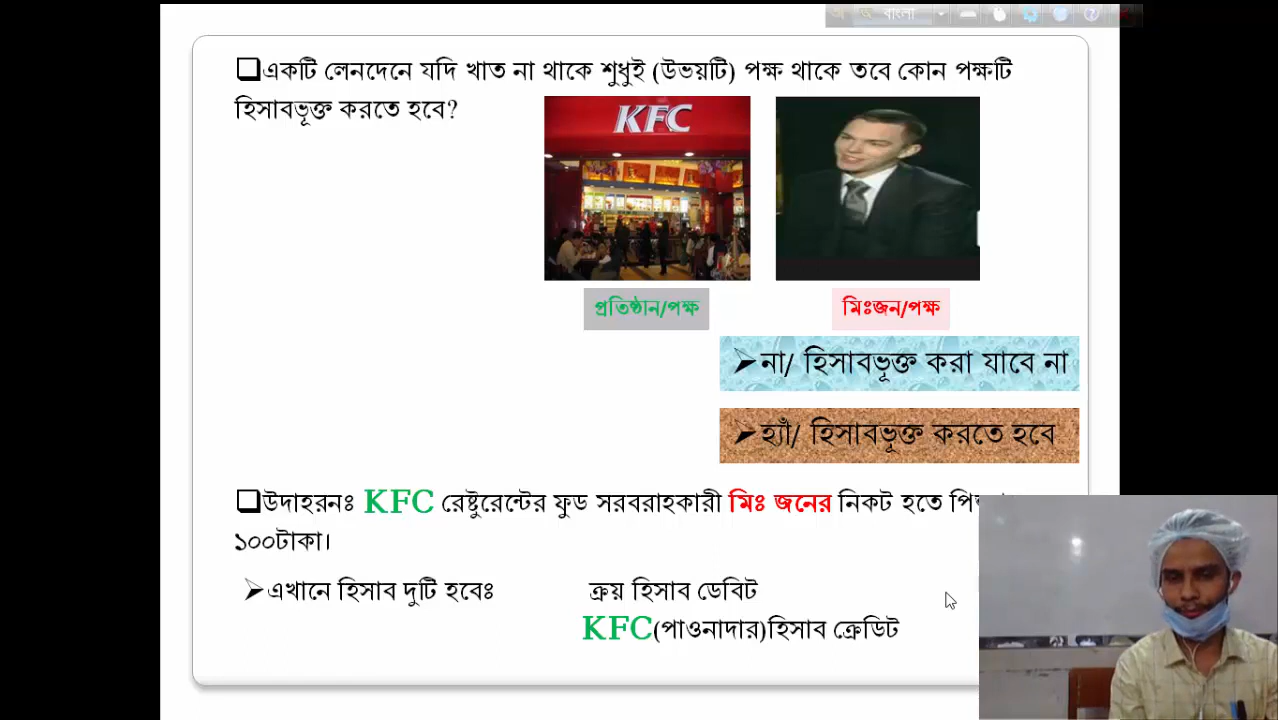 বাংলা
একটি লেনদেনে যদি খাত না থাকে শুধুই (উভয়টি) পক্ষ থাকে তবে কোন পক্ষটি
হিসাবভূক্ত করতে হবে?
KFC
প্রতিষ্ঠান/পক্ষ
মিঃজন/পক্ষ
না/ হিসাবভূক্ত করা যাবে না
হ্যাঁ/ হিসাবভূক্ত করতে হবে
উদাহরনঃ KFC রেষ্টুরেন্টের ফুড সরবরাহকারী মিঃ জনের নিকট হতে
১০০টাকা।
এখানে হিসাব দুটি হবেঃ ক্রয় হিসাব ডেবিট
KFC(পাওনাদার)হিসাব ক্রেডিট